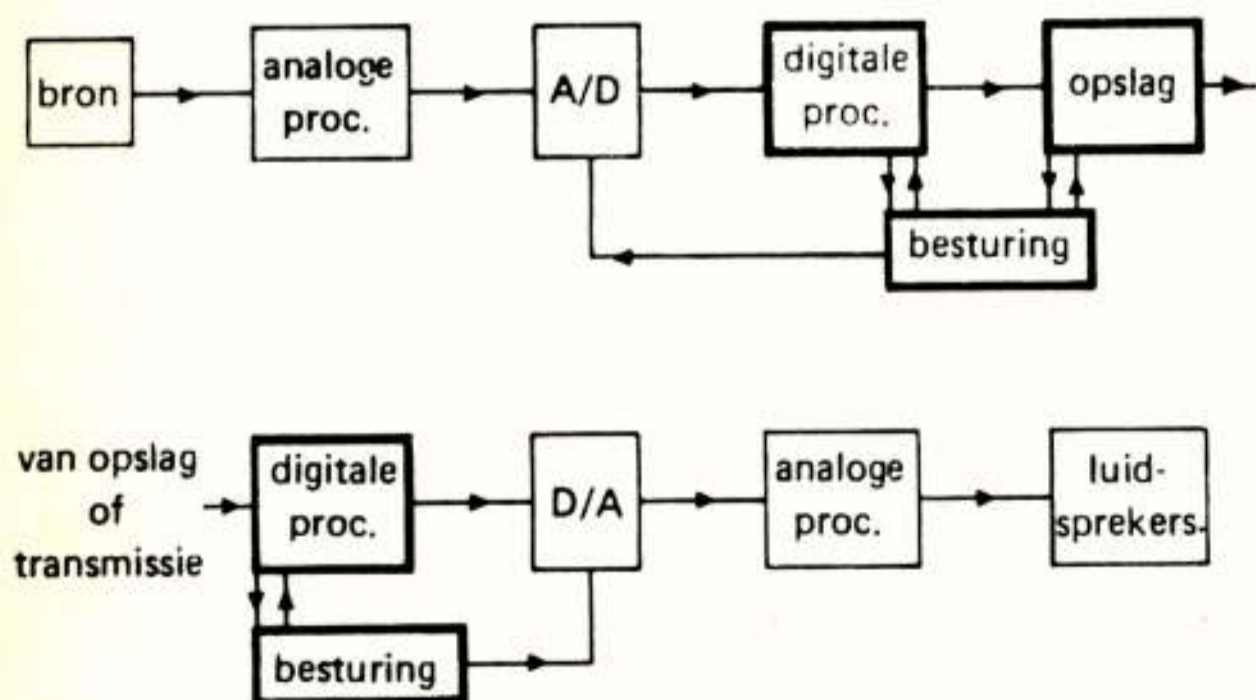 bron
analoge
proc.
A/D
digitale
proc.
opslag
besturing
van opslag
of
transmissie
digitale
proc.
D/A
analoge
proc.
luid-
sprekers.
besturing